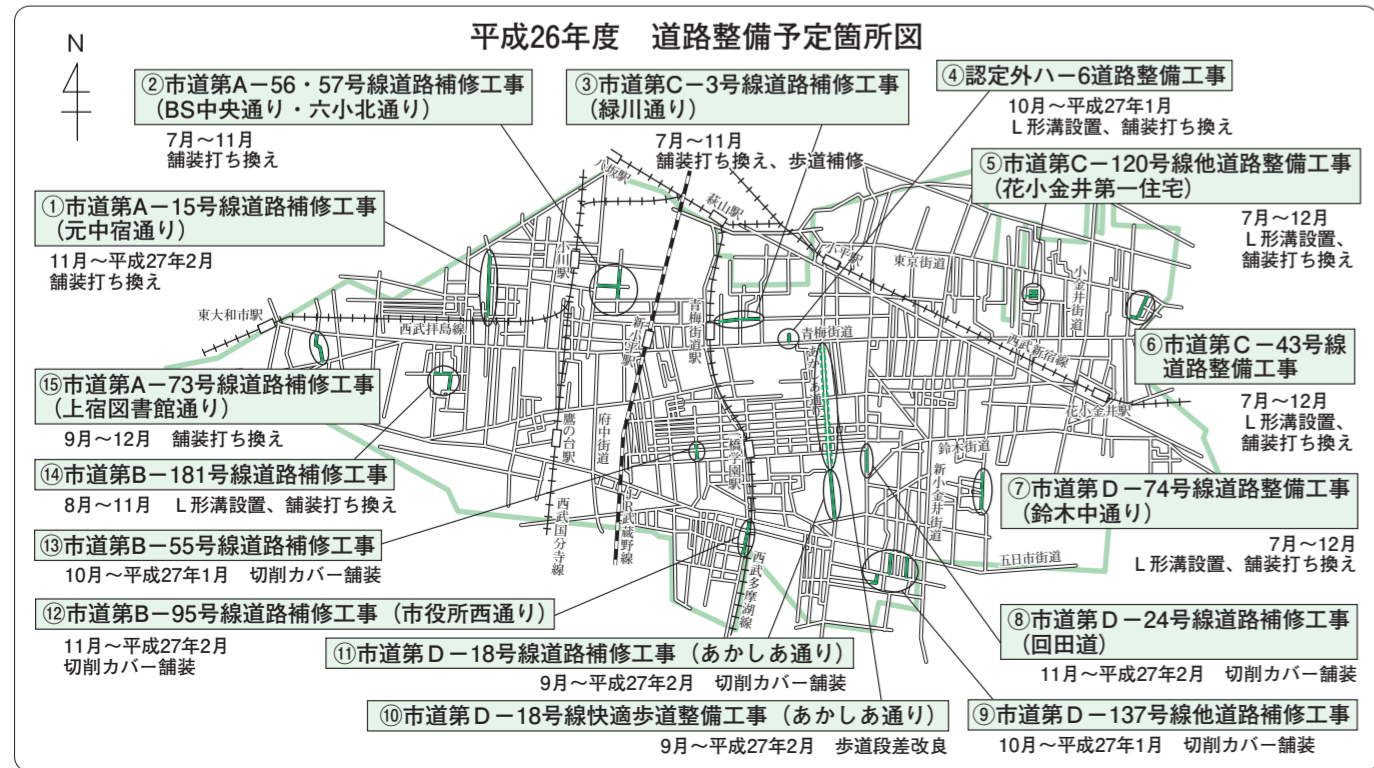 平成26年度　道路整備予定箇所図
N
②市道第A－56・57号線道路補修工事
（BS中央通り・六小北通り）
7月～11月
舗装打ち換え
③市道第C－3号線道路補修工事
（緑川通り）
7月～11月
舗装打ち換え、歩道補修
④認定外ハ－6道路整備工事
10月～平成27年1月
L形溝設置、舗装打ち換え
⑤市道第C－120号線他道路整備工事
（花小金井第一住宅）
7月～12月
L形溝設置、
舗装打ち換え
①市道第A－15号線道路補修工事
（元中宿通り）
11月～平成27年2月
舗装打ち換え
八坂駅
萩山駅
小川駅
小平駅
東京街道
小金井街道
東大和市駅
西武拝島線
新小平駅
青梅街道駅
青梅街道
あかしあ通り
西武新宿線
花小金井駅
⑥市道第C－43号線
道路整備工事
7月～12月
L形溝設置、
舗装打ち換え
⑮市道第A－73号線道路補修工事
（上宿図書館通り）
9月～12月　舗装打ち換え
鷹の台駅
府中街道
一橋学園駅
鈴木街道
新小金井街道
⑭市道第B－181号線道路補修工事
8月～11月　L形溝設置、舗装打ち換え
⑦市道第D－74号線道路整備工事
（鈴木中通り）
7月～12月
L形溝設置、舗装打ち換え
西武国分寺線
JR武蔵野線
西武多摩湖線
五日市街道
⑬市道第B－55号線道路補修工事
10月～平成27年1月　切削カバー舗装
⑫市道第B－95号線道路補修工事（市役所西通り）
11月～平成27年2月
切削カバー舗装
⑧市道第D－24号線道路補修工事
（回田道）
11月～平成27年2月　切削カバー舗装
⑪市道第D－18号線道路補修工事（あかしあ通り）
9月～平成27年2月　切削カバー舗装
⑩市道第D－18号線快適歩道整備工事（あかしあ通り）
9月～平成27年2月　歩道段差改良
⑨市道第D－137号線他道路補修工事
10月～平成27年1月　切削カバー舗装